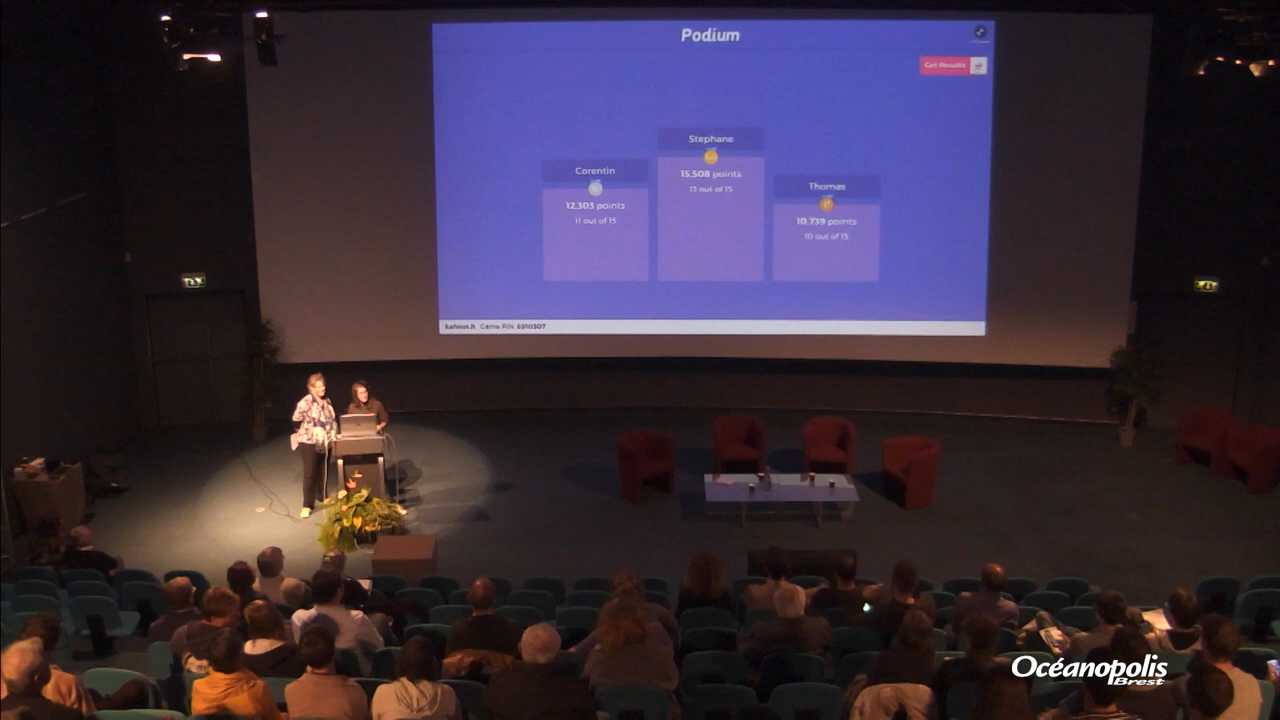 Podium
Get Results
Stephane
15,508 points
13 out of 15
Corentin
12,303 points
11 out of 15
Thomas
10,739 points
10 out of 15
kahoot.it Game PIN:
Océanopolis
Brest